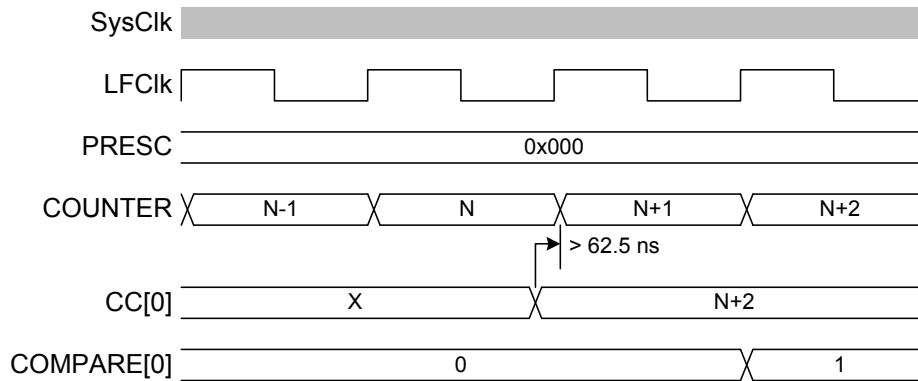 SysClk
LFClk
PRESC 0x000
COUNTER N-1 N N+1 N+2
> 62.5 ns
CC[0] X N+2
COMPARE[0] 0 1